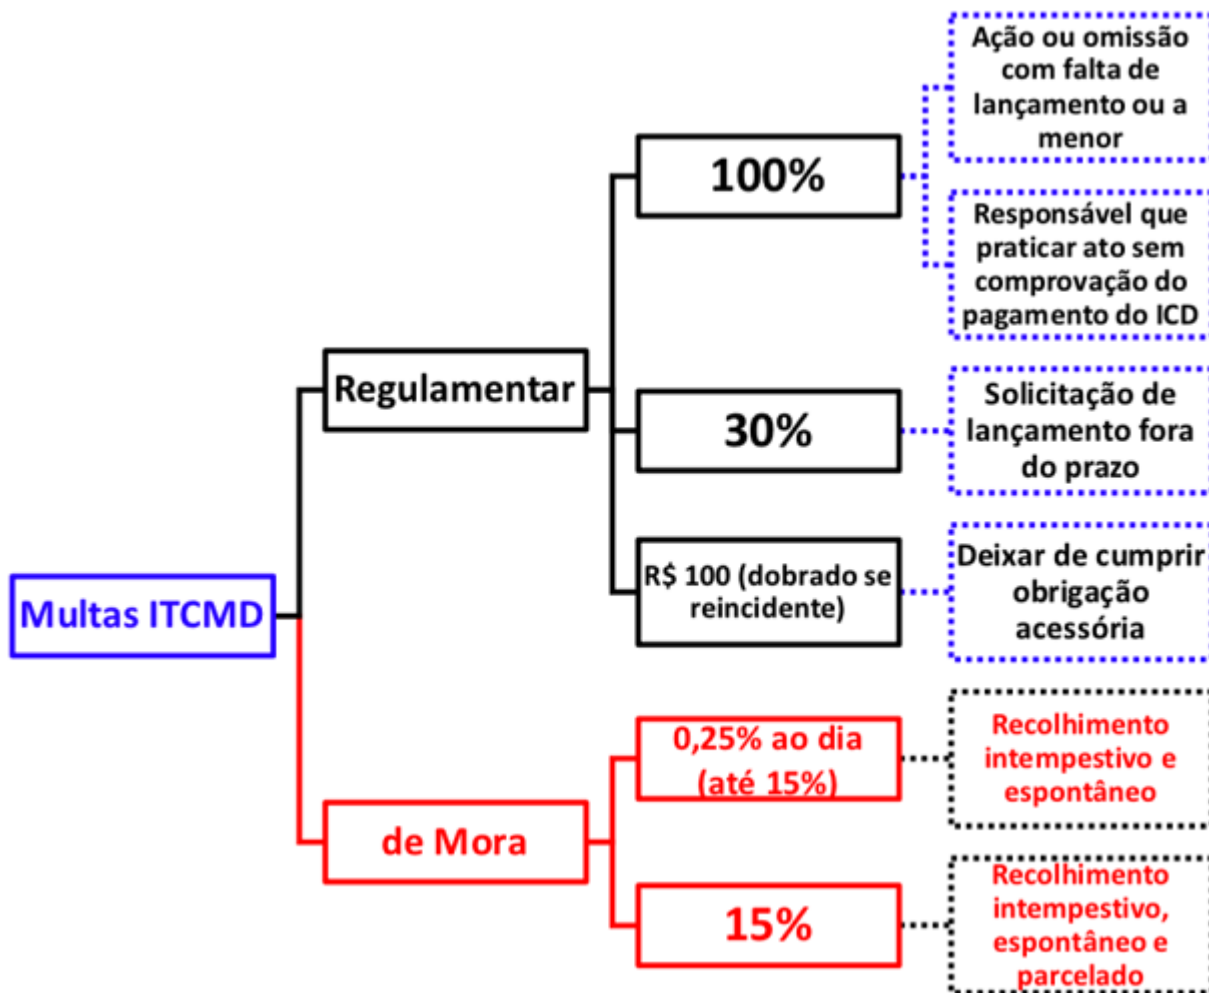 Multas ITCMD
Regulamentar
100%
Ação ou omissão
com falta de
lançamento ou a
menor
Responsável que
praticar ato sem
comprovação do
pagamento do ICD
30%
Solicitação de
lançamento fora
do prazo
R$ 100 (dobrado se
reincidente)
Deixar de cumprir
obrigação
acessória
de Mora
0,25% ao dia
(até 15%)
Recolhimento
intempestivo e
espontâneo
15%
Recolhimento
intempestivo,
espontâneo e
parcelado